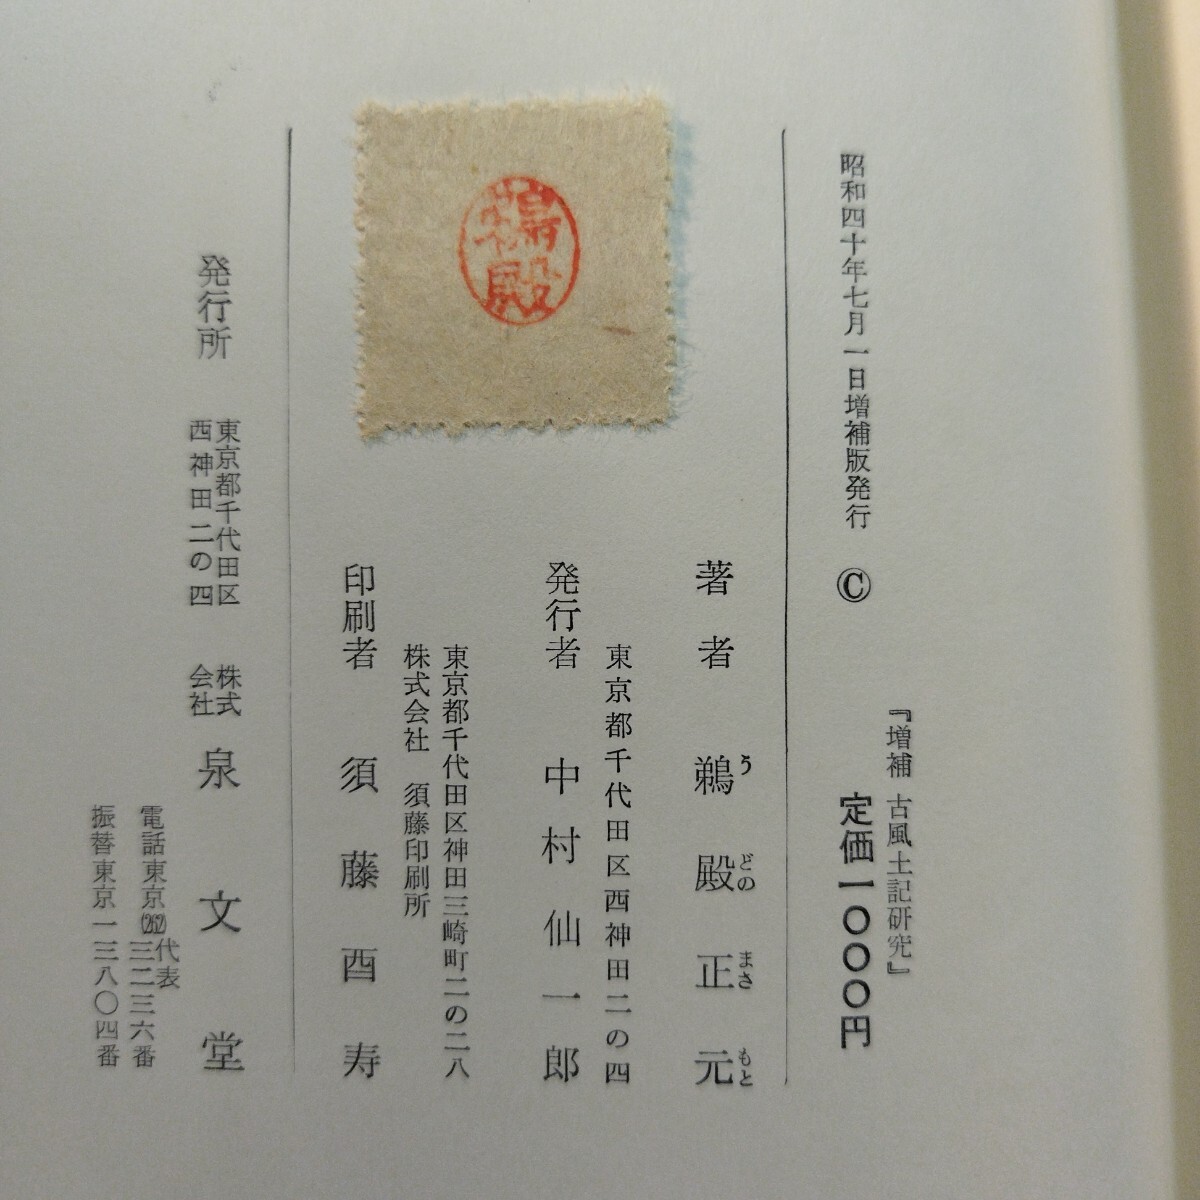 『増補 古風土記研究』
昭和四十年七月一日増補版発行 Ⓒ 定価一〇〇〇円
著者 鵜殿正元
うどのまさもと
東京都千代田区西神田二の四
発行者 中村仙一郎
東京都千代田区神田三崎町二の二八
株式会社 須藤印刷所
印刷者 須藤酉寿
鵜殿
発行所
東京都千代田区
西神田二の四
株式
会社
泉文堂
電話東京(262)代表
三二三六番
振替東京一三八〇四番